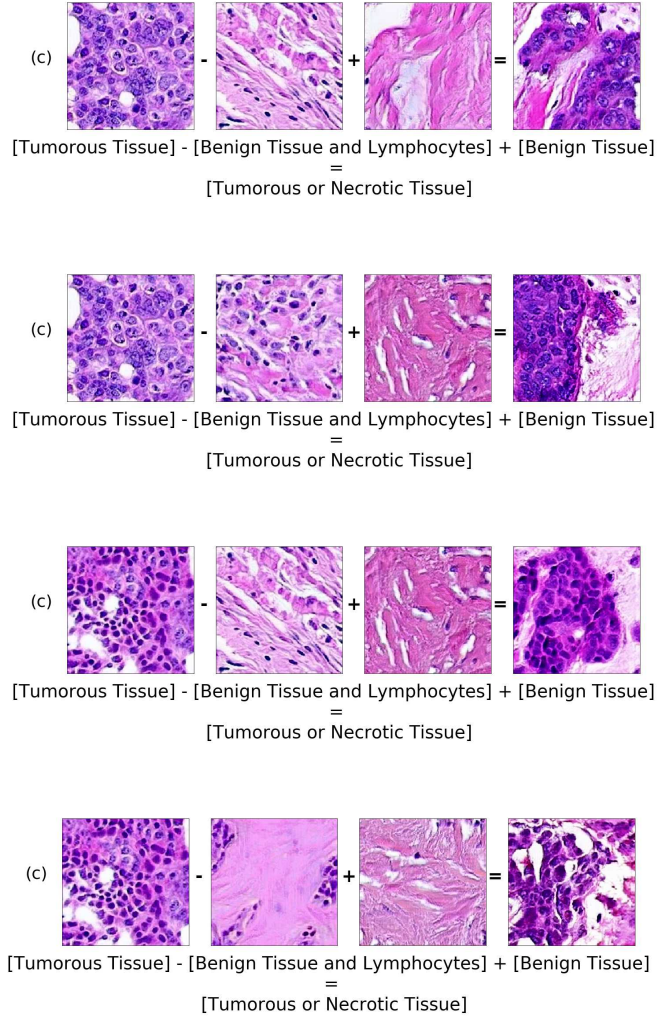 (c) - + =
[Tumorous Tissue] - [Benign Tissue and Lymphocytes] + [Benign Tissue]
=
[Tumorous or Necrotic Tissue]
(c) - + =
[Tumorous Tissue] - [Benign Tissue and Lymphocytes] + [Benign Tissue]
=
[Tumorous or Necrotic Tissue]
(c) - + =
[Tumorous Tissue] - [Benign Tissue and Lymphocytes] + [Benign Tissue]
=
[Tumorous or Necrotic Tissue]
(c) - + =
[Tumorous Tissue] - [Benign Tissue and Lymphocytes] + [Benign Tissue]
=
[Tumorous or Necrotic Tissue]